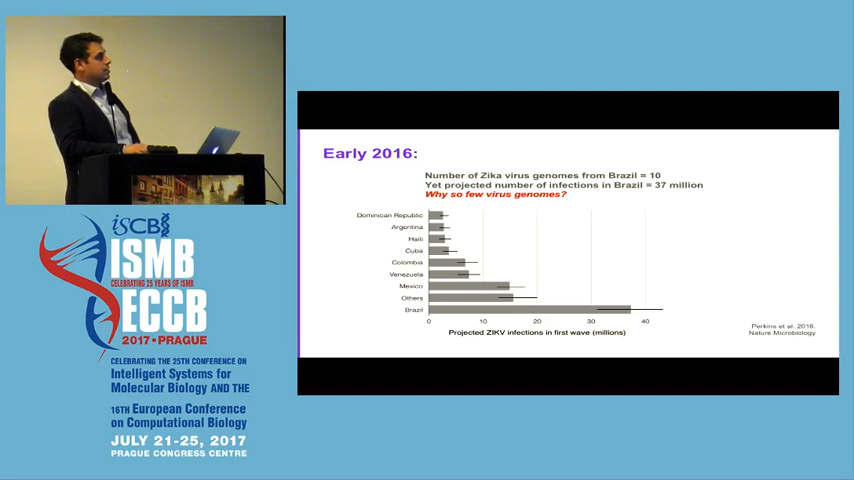 Early 2016:
Number of Zika virus genomes from Brazil = 10
Yet projected number of infections in Brazil = 37 million
Why so few virus genomes?
Dominican Republic
Argentina
Haiti
Cuba
Colombia
Venezuela
Mexico
Others
Brazil
0 10 20 30 40
Projected ZIKV infections in first wave (millions)
Perkins et al. 2016.
Nature Microbiology
iSCB
ISMB
CELEBRATING 25 YEARS OF ISMB
ECCB
2017•PRAGUE
CELEBRATING THE 25TH CONFERENCE ON
Intelligent Systems for
Molecular Biology AND THE
16TH European Conference
on Computational Biology
JULY 21-25, 2017
PRAGUE CONGRESS CENTRE